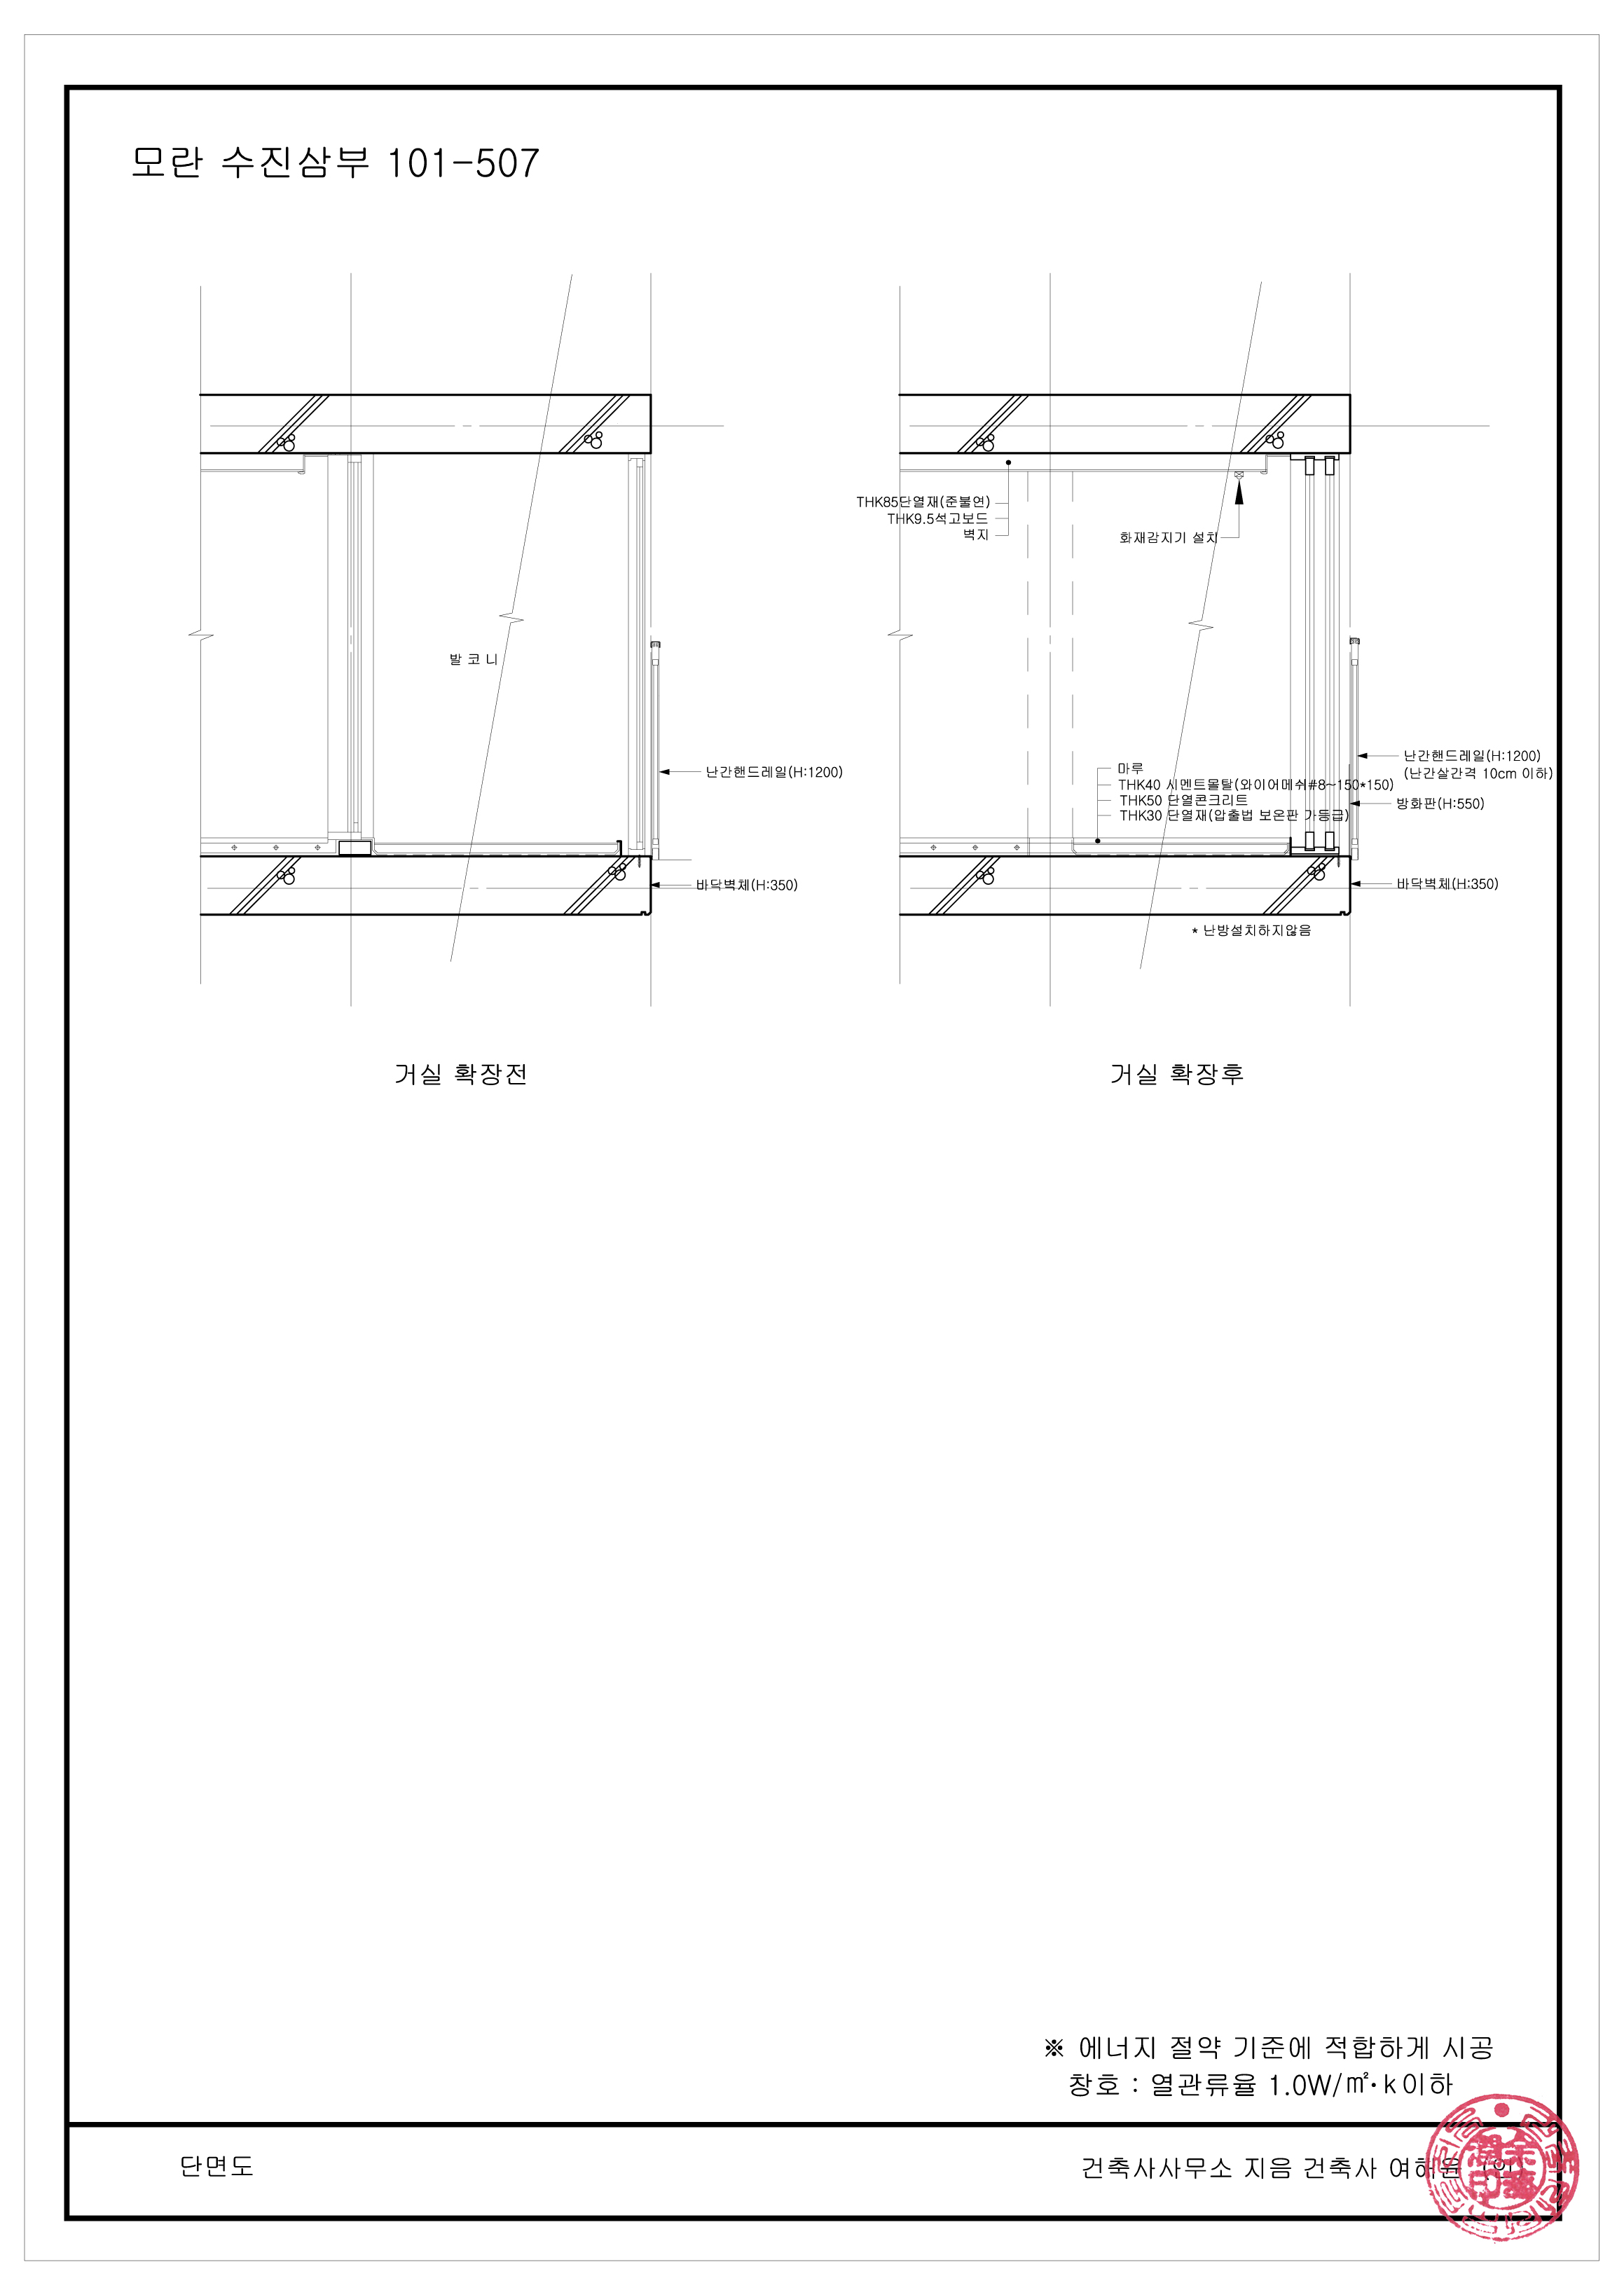 모란 수진삼부 101-507
THK85단열재(준불연)
THK9.5석고보드
벽지
화재감지기 설치
발 코 니
난간핸드레일(H:1200)
바닥벽체(H:350)
난간핸드레일(H:1200)
(난간살간격 10cm 이하)
방화판(H:550)
마루
THK40 시멘트몰탈(와이어메쉬#8~150*150)
THK50 단열콘크리트
THK30 단열재(압출법 보온판 가등급)
바닥벽체(H:350)
* 난방설치하지않음
거실 확장전
거실 확장후
※ 에너지 절약 기준에 적합하게 시공
창호 : 열관류율 1.0W/㎡·k이하
단면도
건축사사무소 지음 건축사 여하윤